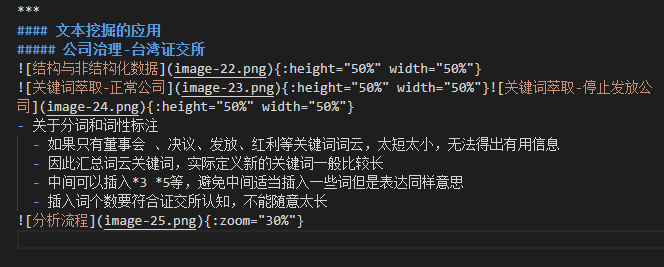 ***
#### 文本挖掘的应用
##### 公司治理-台湾证交所
![结构与非结构化数据](image-22.png){:height="50%" width="50%"}
![关键词萃取-正常公司](image-23.png){:height="50%" width="50%"}![关键词萃取-停止发放公
司](image-24.png){:height="50%" width="50%"}
- 关于分词和词性标注
- 如果只有董事会 、决议、发放、红利等关键词词云，太短太小，无法得出有用信息
- 因此汇总词云关键词，实际定义新的关键词一般比较长
- 中间可以插入*3 *5等，避免中间适当插入一些词但是表达同样意思
- 插入词个数要符合证交所认知，不能随意太长
![分析流程](image-25.png){:zoom="30%"}